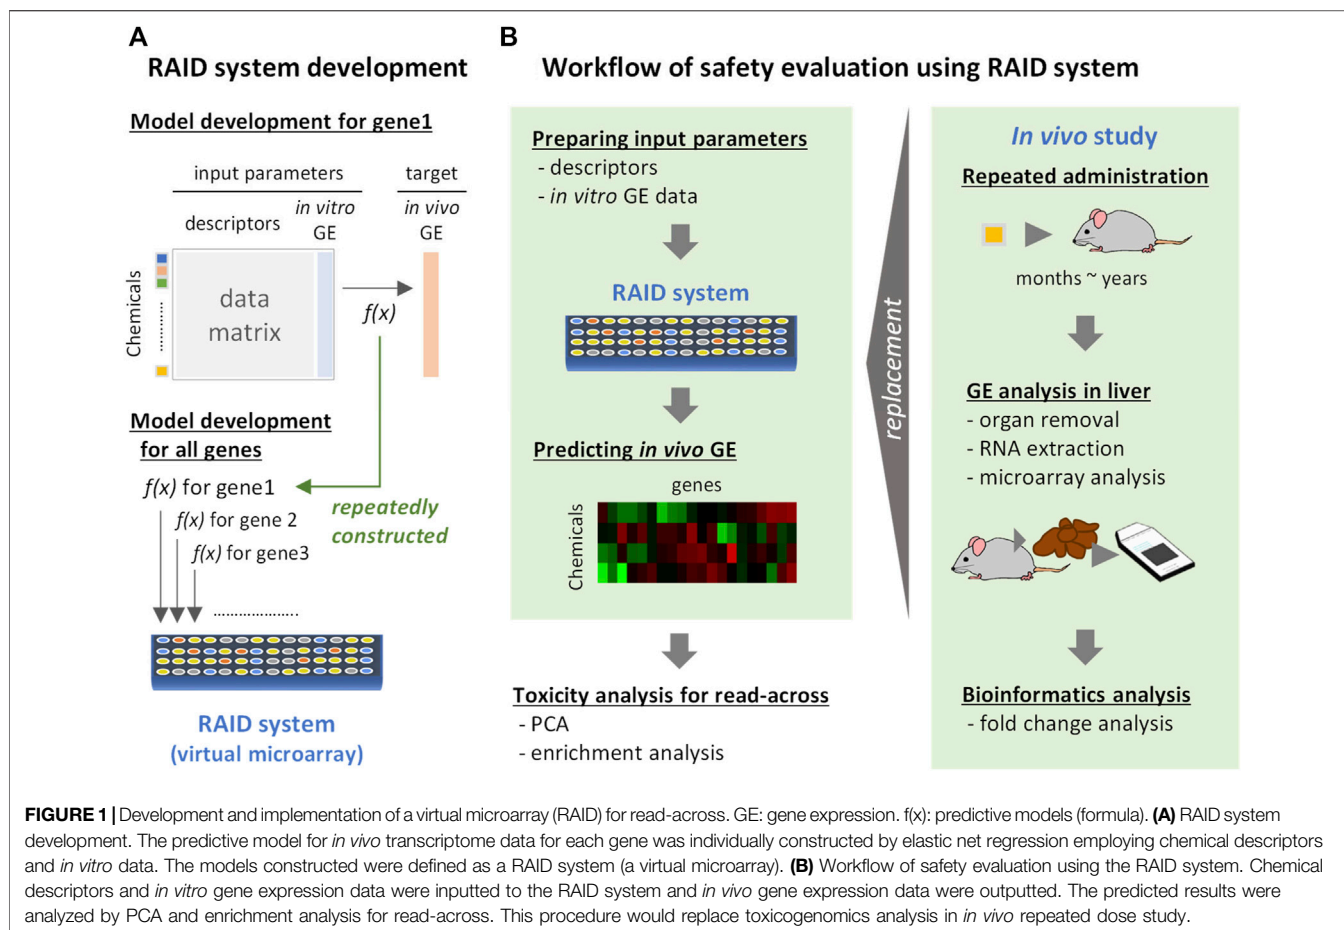 A
RAID system development
Model development for gene1
input parameters
target
descriptors
in vitro
GE
in vivo
GE
Chemicals
data
matrix
f(x)
Model development
for all genes
f(x) for gene1
f(x) for gene 2
f(x) for gene3
repeatedly
constructed
....................
RAID system
(virtual microarray)
B
Workflow of safety evaluation using RAID system
Preparing input parameters
- descriptors
- in vitro GE data
RAID system
Predicting in vivo GE
genes
Chemicals
Toxicity analysis for read-across
- PCA
- enrichment analysis
replacement
In vivo study
Repeated administration
months ~ years
GE analysis in liver
- organ removal
- RNA extraction
- microarray analysis
Bioinformatics analysis
- fold change analysis
FIGURE 1 | Development and implementation of a virtual microarray (RAID) for read-across. GE: gene expression. f(x): predictive models (formula). (A) RAID system
development. The predictive model for in vivo transcriptome data for each gene was individually constructed by elastic net regression employing chemical descriptors
and in vitro data. The models constructed were defined as a RAID system (a virtual microarray). (B) Workflow of safety evaluation using the RAID system. Chemical
descriptors and in vitro gene expression data were inputted to the RAID system and in vivo gene expression data were outputted. The predicted results were
analyzed by PCA and enrichment analysis for read-across. This procedure would replace toxicogenomics analysis in in vivo repeated dose study.